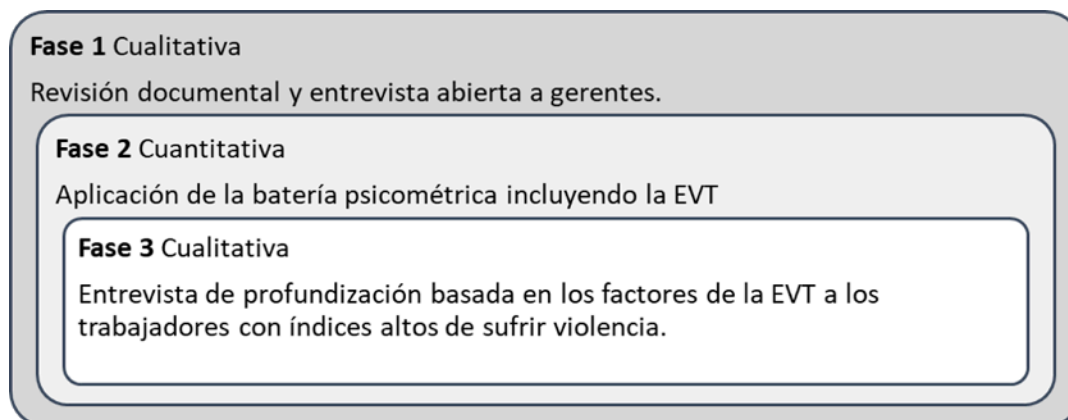 Fase 1 Cualitativa
Revisión documental y entrevista abierta a gerentes.
Fase 2 Cuantitativa
Aplicación de la batería psicométrica incluyendo la EVT
Fase 3 Cualitativa
Entrevista de profundización basada en los factores de la EVT a los
trabajadores con índices altos de sufrir violencia.